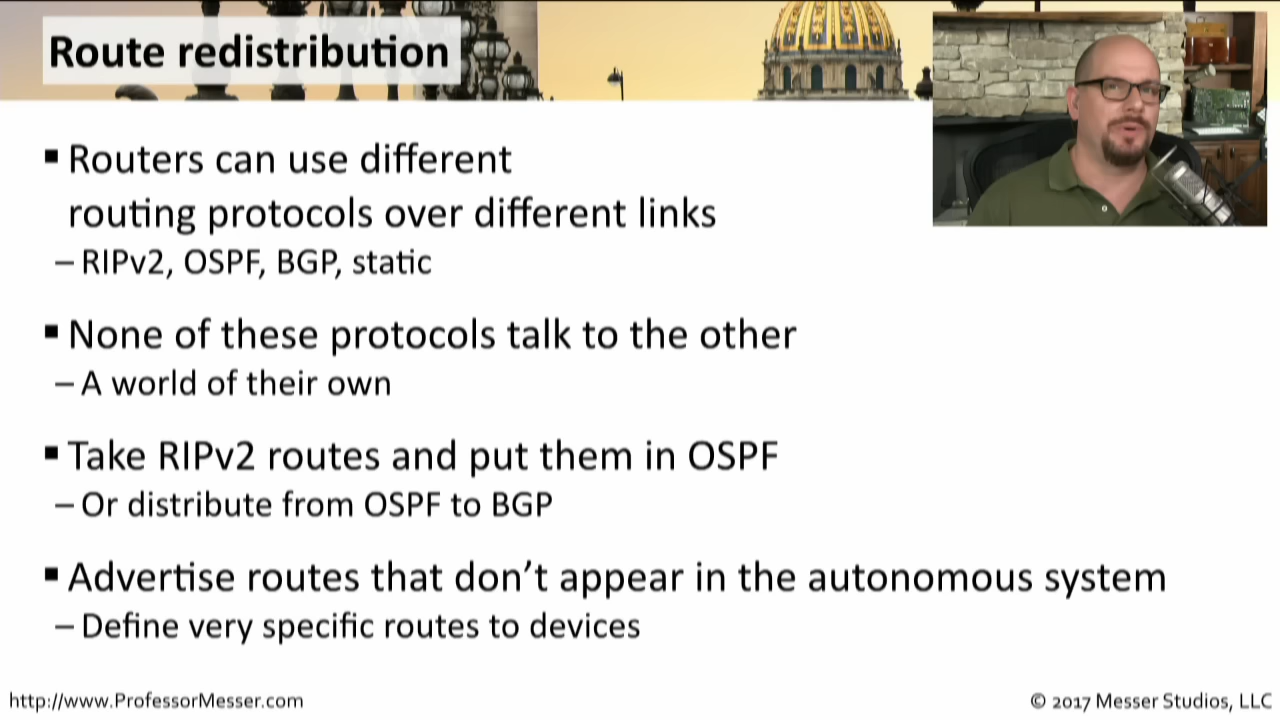 Route redistribution
▪ Routers can use different
routing protocols over different links
– RIPv2, OSPF, BGP, static
▪ None of these protocols talk to the other
– A world of their own
▪ Take RIPv2 routes and put them in OSPF
– Or distribute from OSPF to BGP
▪ Advertise routes that don’t appear in the autonomous system
– Define very specific routes to devices
http://www.ProfessorMesser.com
© 2017 Messer Studios, LLC